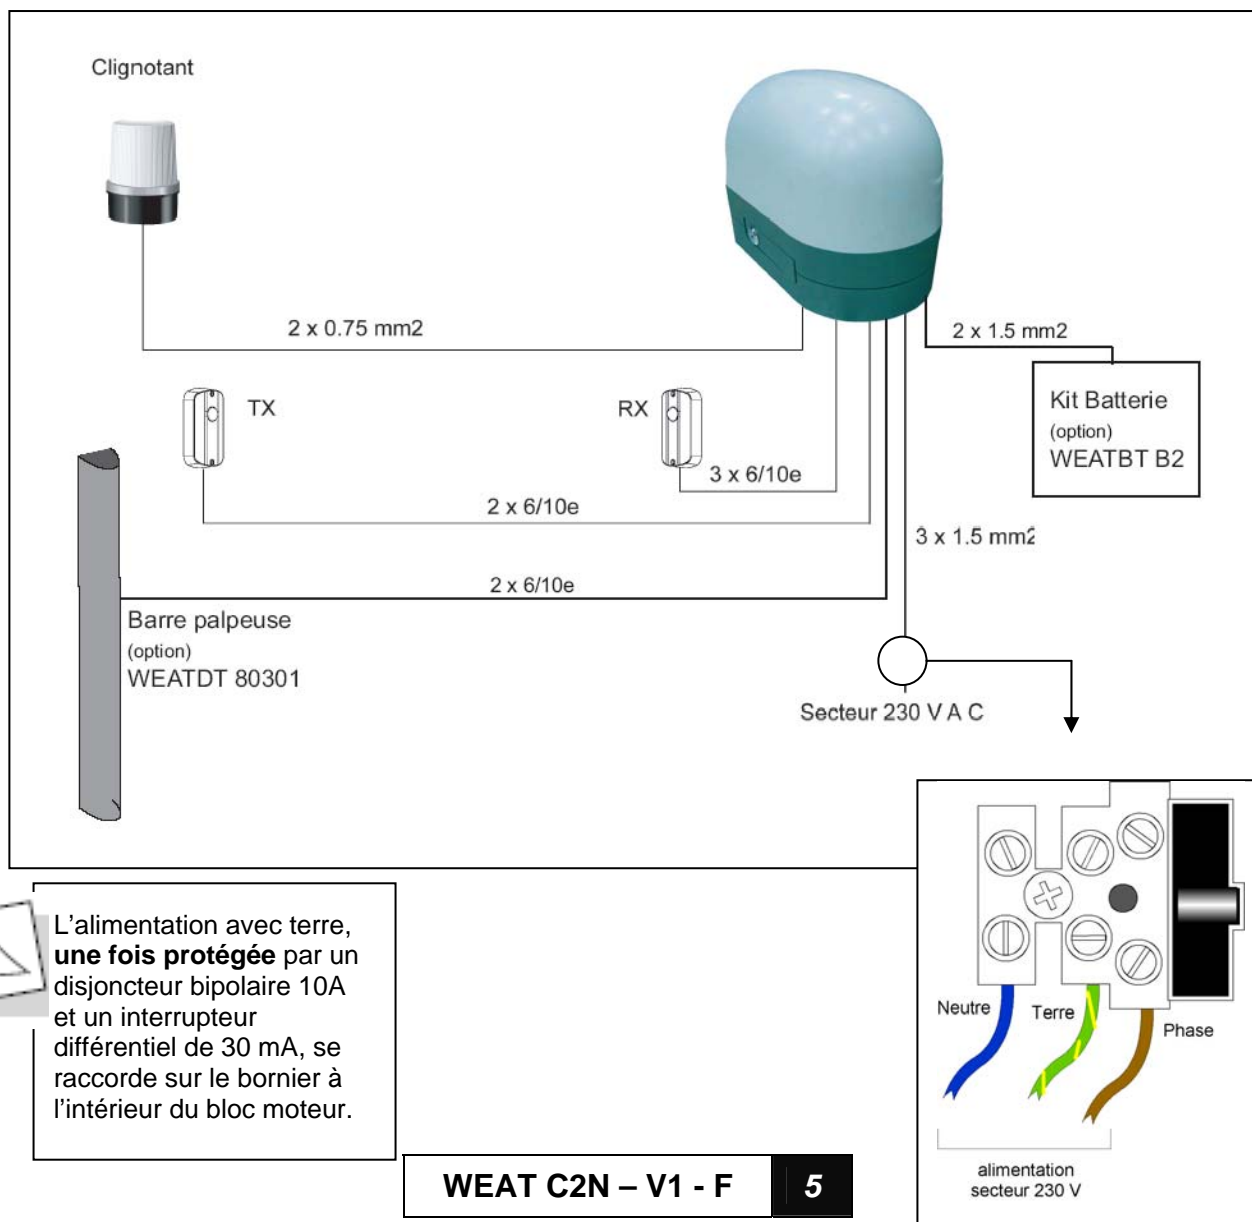 Clignotant
2 x 0.75 mm2
2 x 1.5 mm2
TX
RX
Kit Batterie
(option)
WEATBT B2
3 x 6/10e
2 x 6/10e
3 x 1.5 mm2
2 x 6/10e
Barre palpeuse
(option)
WEATDT 80301
Secteur 230 V A C
L'alimentation avec terre,
une fois protégée par un
disjoncteur bipolaire 10A
et un interrupteur
différentiel de 30 mA, se
raccorde sur le bornier à
l'intérieur du bloc moteur.
Neutre
Terre
Phase
alimentation
secteur 230 V
WEAT C2N – V1 - F
5